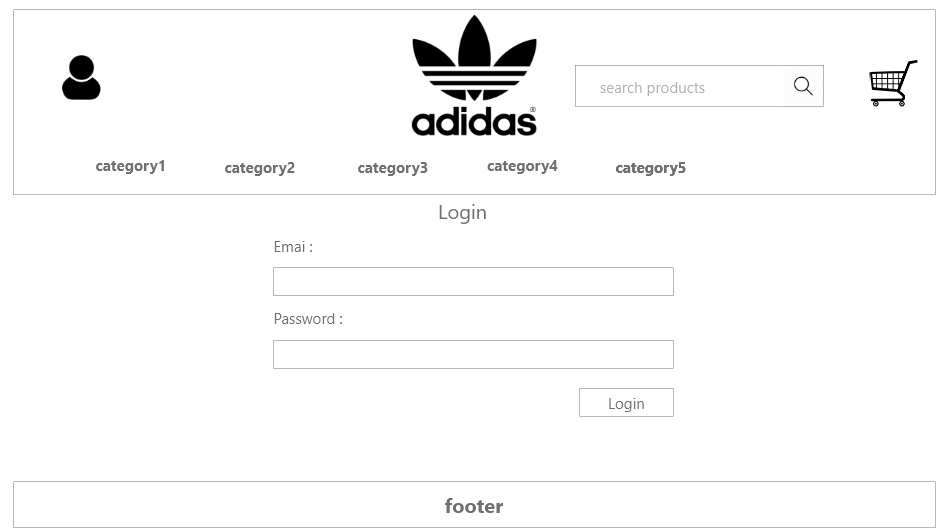 search products
adidas®
category1 category2 category3 category4 category5
Login
Emai :
Password :
Login
footer